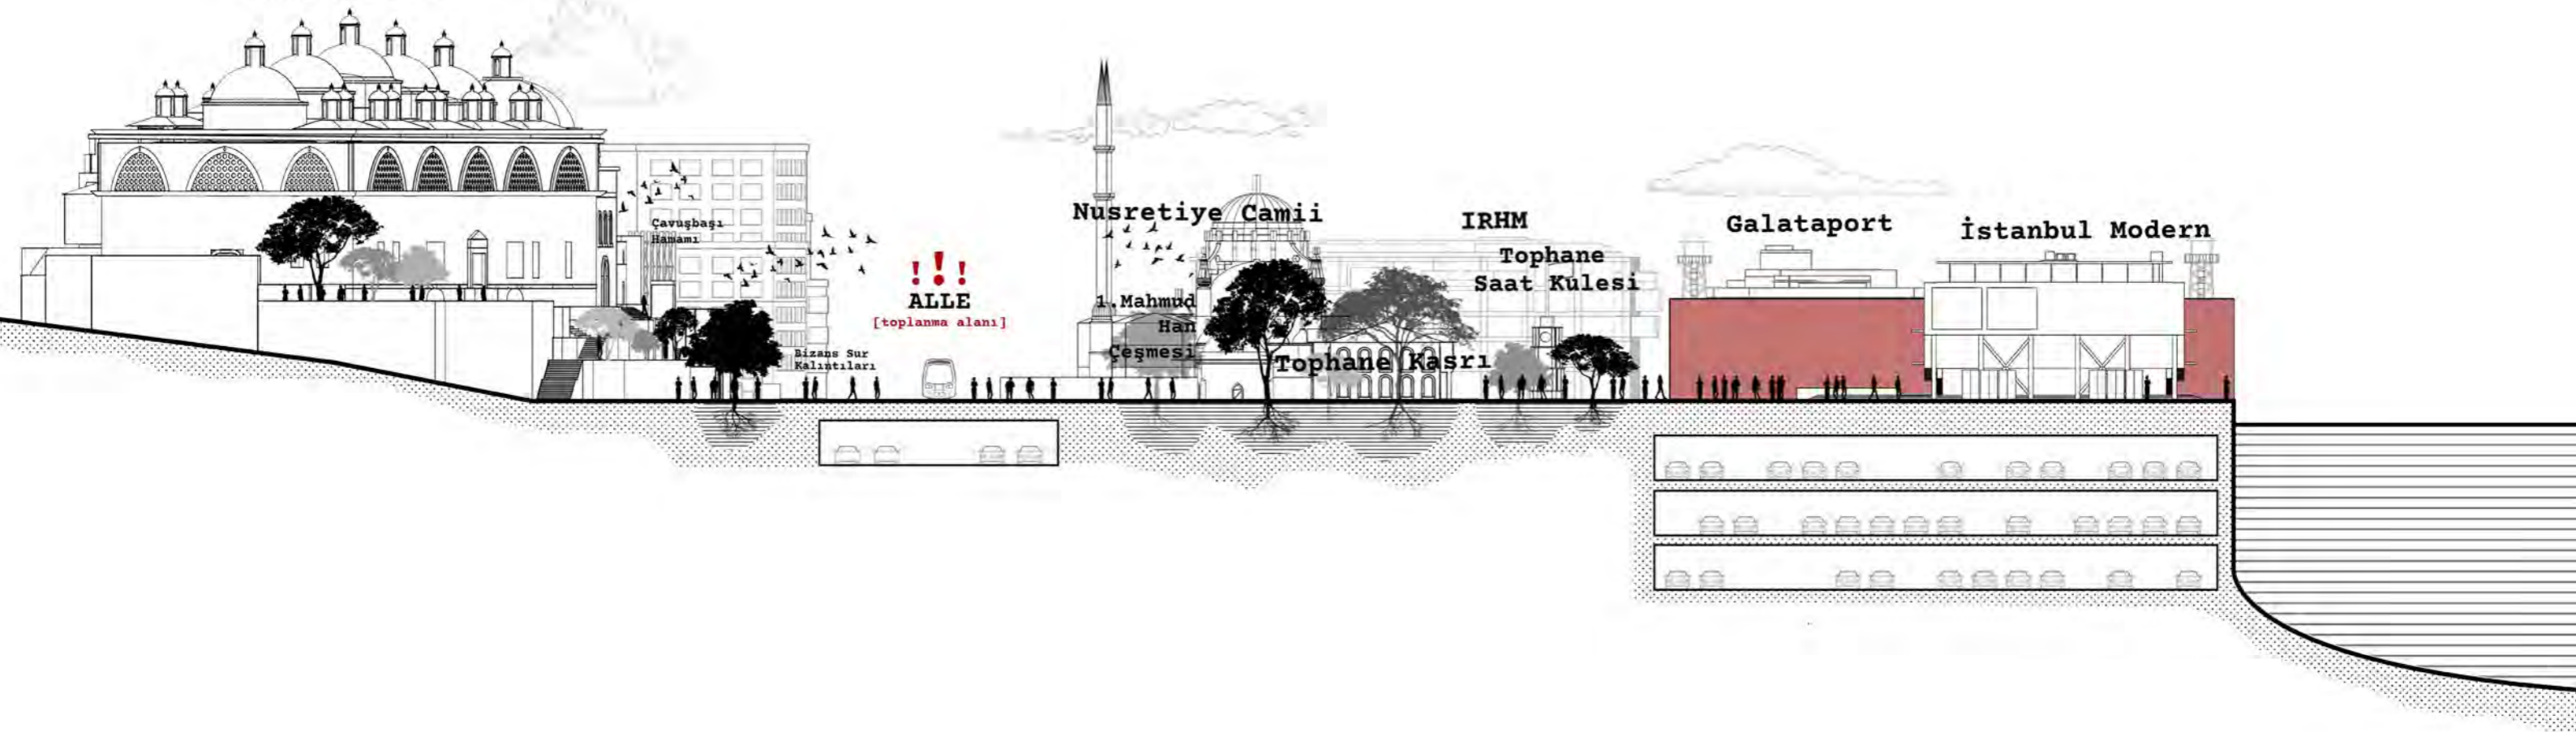 Çavuşbaşı
Hamamı
Bizans Sur
Kalıntıları
!!!
ALLE
[toplanma alanı]
Nusretiye Camii
1.Mahmud
Han
Çeşmesi
Tophane Kasrı
IRHM
Tophane
Saat Kulesi
Galataport
İstanbul Modern